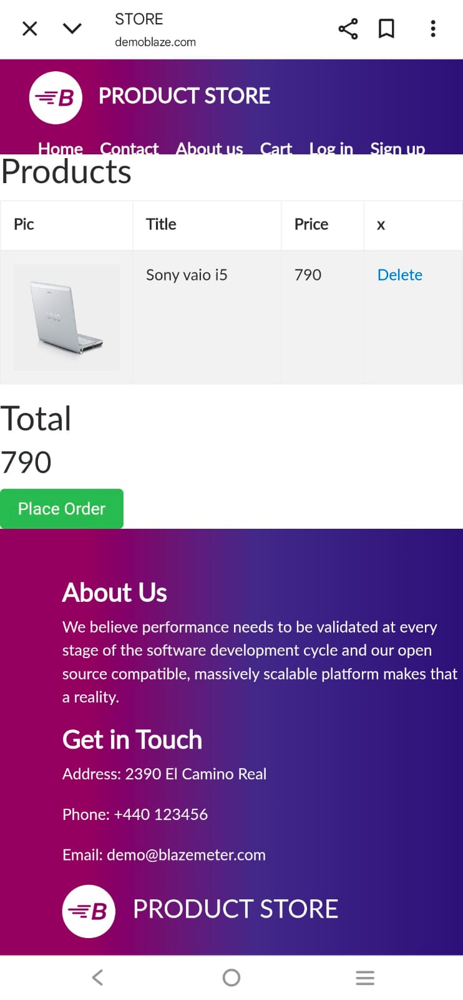 STORE
demoblaze.com
B PRODUCT STORE
Home Contact About us Cart Log in Sign up
Products
Pic Title Price x
Sony vaio i5 790 Delete
VAIO
Total
790
Place Order
About Us
We believe performance needs to be validated at every
stage of the software development cycle and our open
source compatible, massively scalable platform makes that
a reality.
Get in Touch
Address: 2390 El Camino Real
Phone: +440 123456
Email: demo@blazemeter.com
B PRODUCT STORE